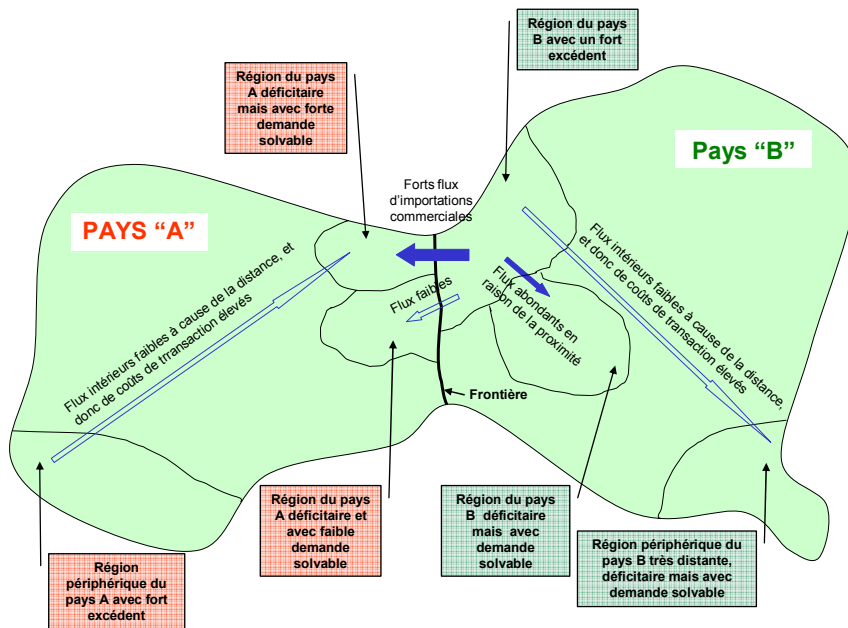 Région du pays
B avec un fort
excédent
Région du pays
A déficitaire
mais avec forte
demande
solvable
Pays “B”
Forts flux
d’importations
commerciales
PAYS “A”
Flux intérieurs faibles à cause de la distance, et
donc de coûts de trransaction élevés
Flux faibles
Flux abondants en
raison de la proximité
Flux intérieurs faibles à cause de la distance,
et donc de coûts de transaction élevés
Frontière
Région du pays
A déficitaire et
avec faible
demande
solvable
Région du pays
B déficitaire
mais avec
demande
solvable
Région périphérique du
pays B très distante,
déficitaire mais avec
demande solvable
Région
périphérique du
pays A avec fort
excédent